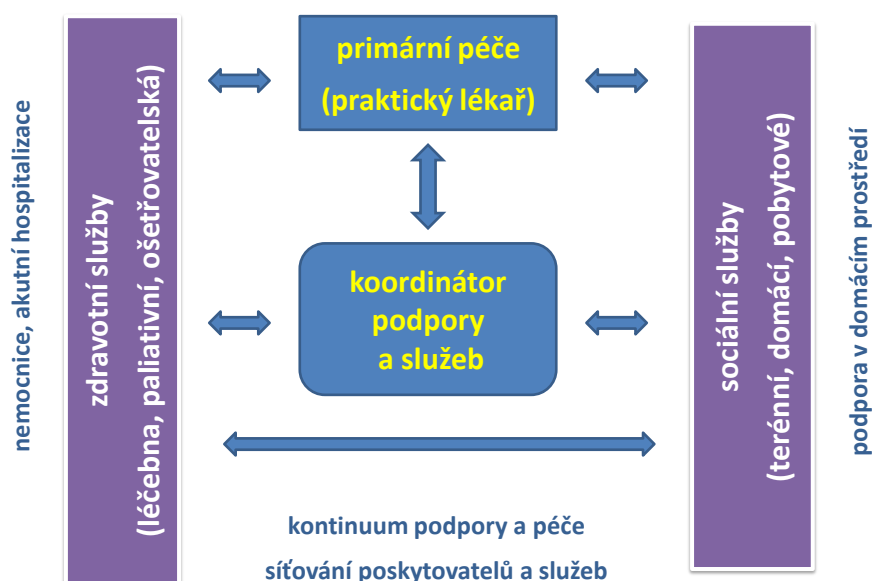 nemocnice, akutní hospitalizace
zdravotní služby
(léčebna, paliativní, ošetřovatelská)
primární péče
(praktický lékař)
koordinátor
podpory
a služeb
sociální služby
(terénní, domácí, pobytové)
podpora v domácím prostředí
kontinuum podpory a péče
síťování poskytovatelů a služeb